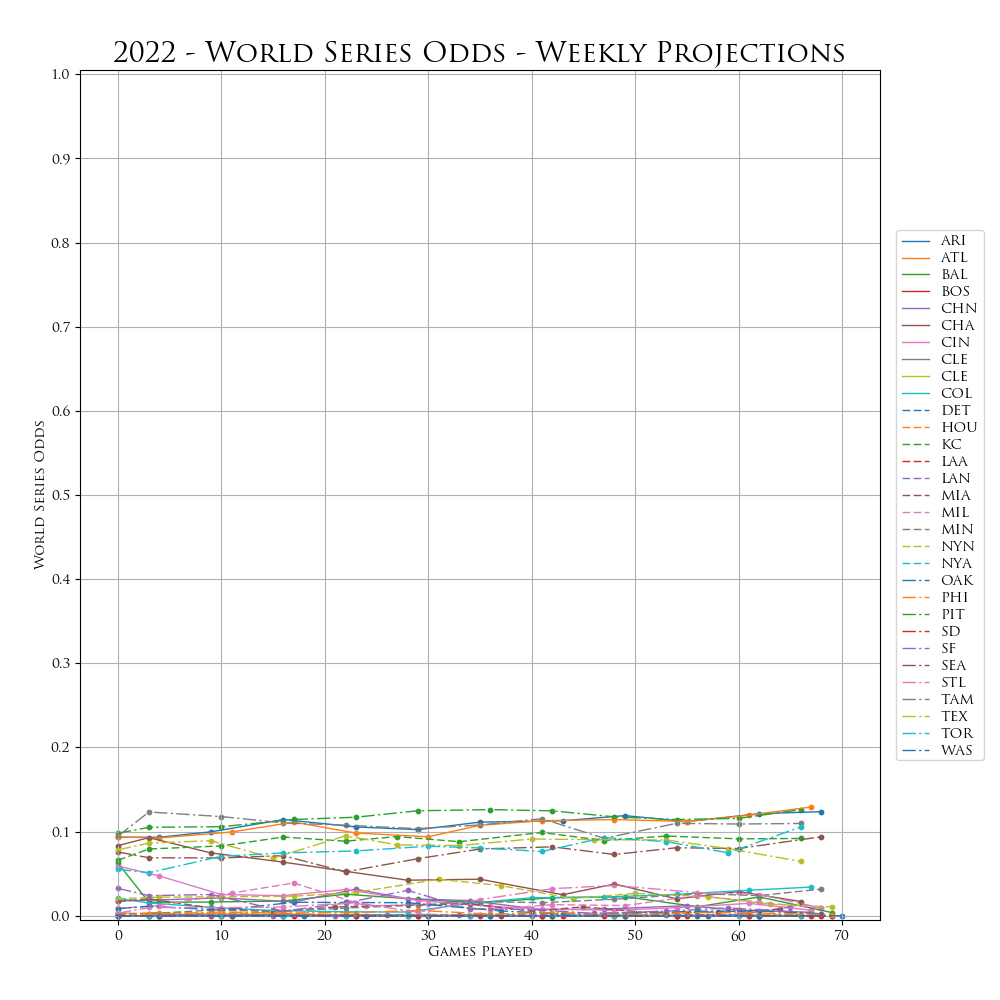 2022 - World Series Odds - Weekly Projections
1.0
0.9
0.8
0.7
0.6
0.5
0.4
0.3
0.2
0.1
0.0
World Series Odds
0 10 20 30 40 50 60 70
Games Played
ARI
ATL
BAL
BOS
CHN
CHA
CIN
CLE
CLE
COL
DET
HOU
KC
LAA
LAN
MIA
MIL
MIN
NYN
NYA
OAK
PHI
PIT
SD
SF
SEA
STL
TAM
TEX
TOR
WAS